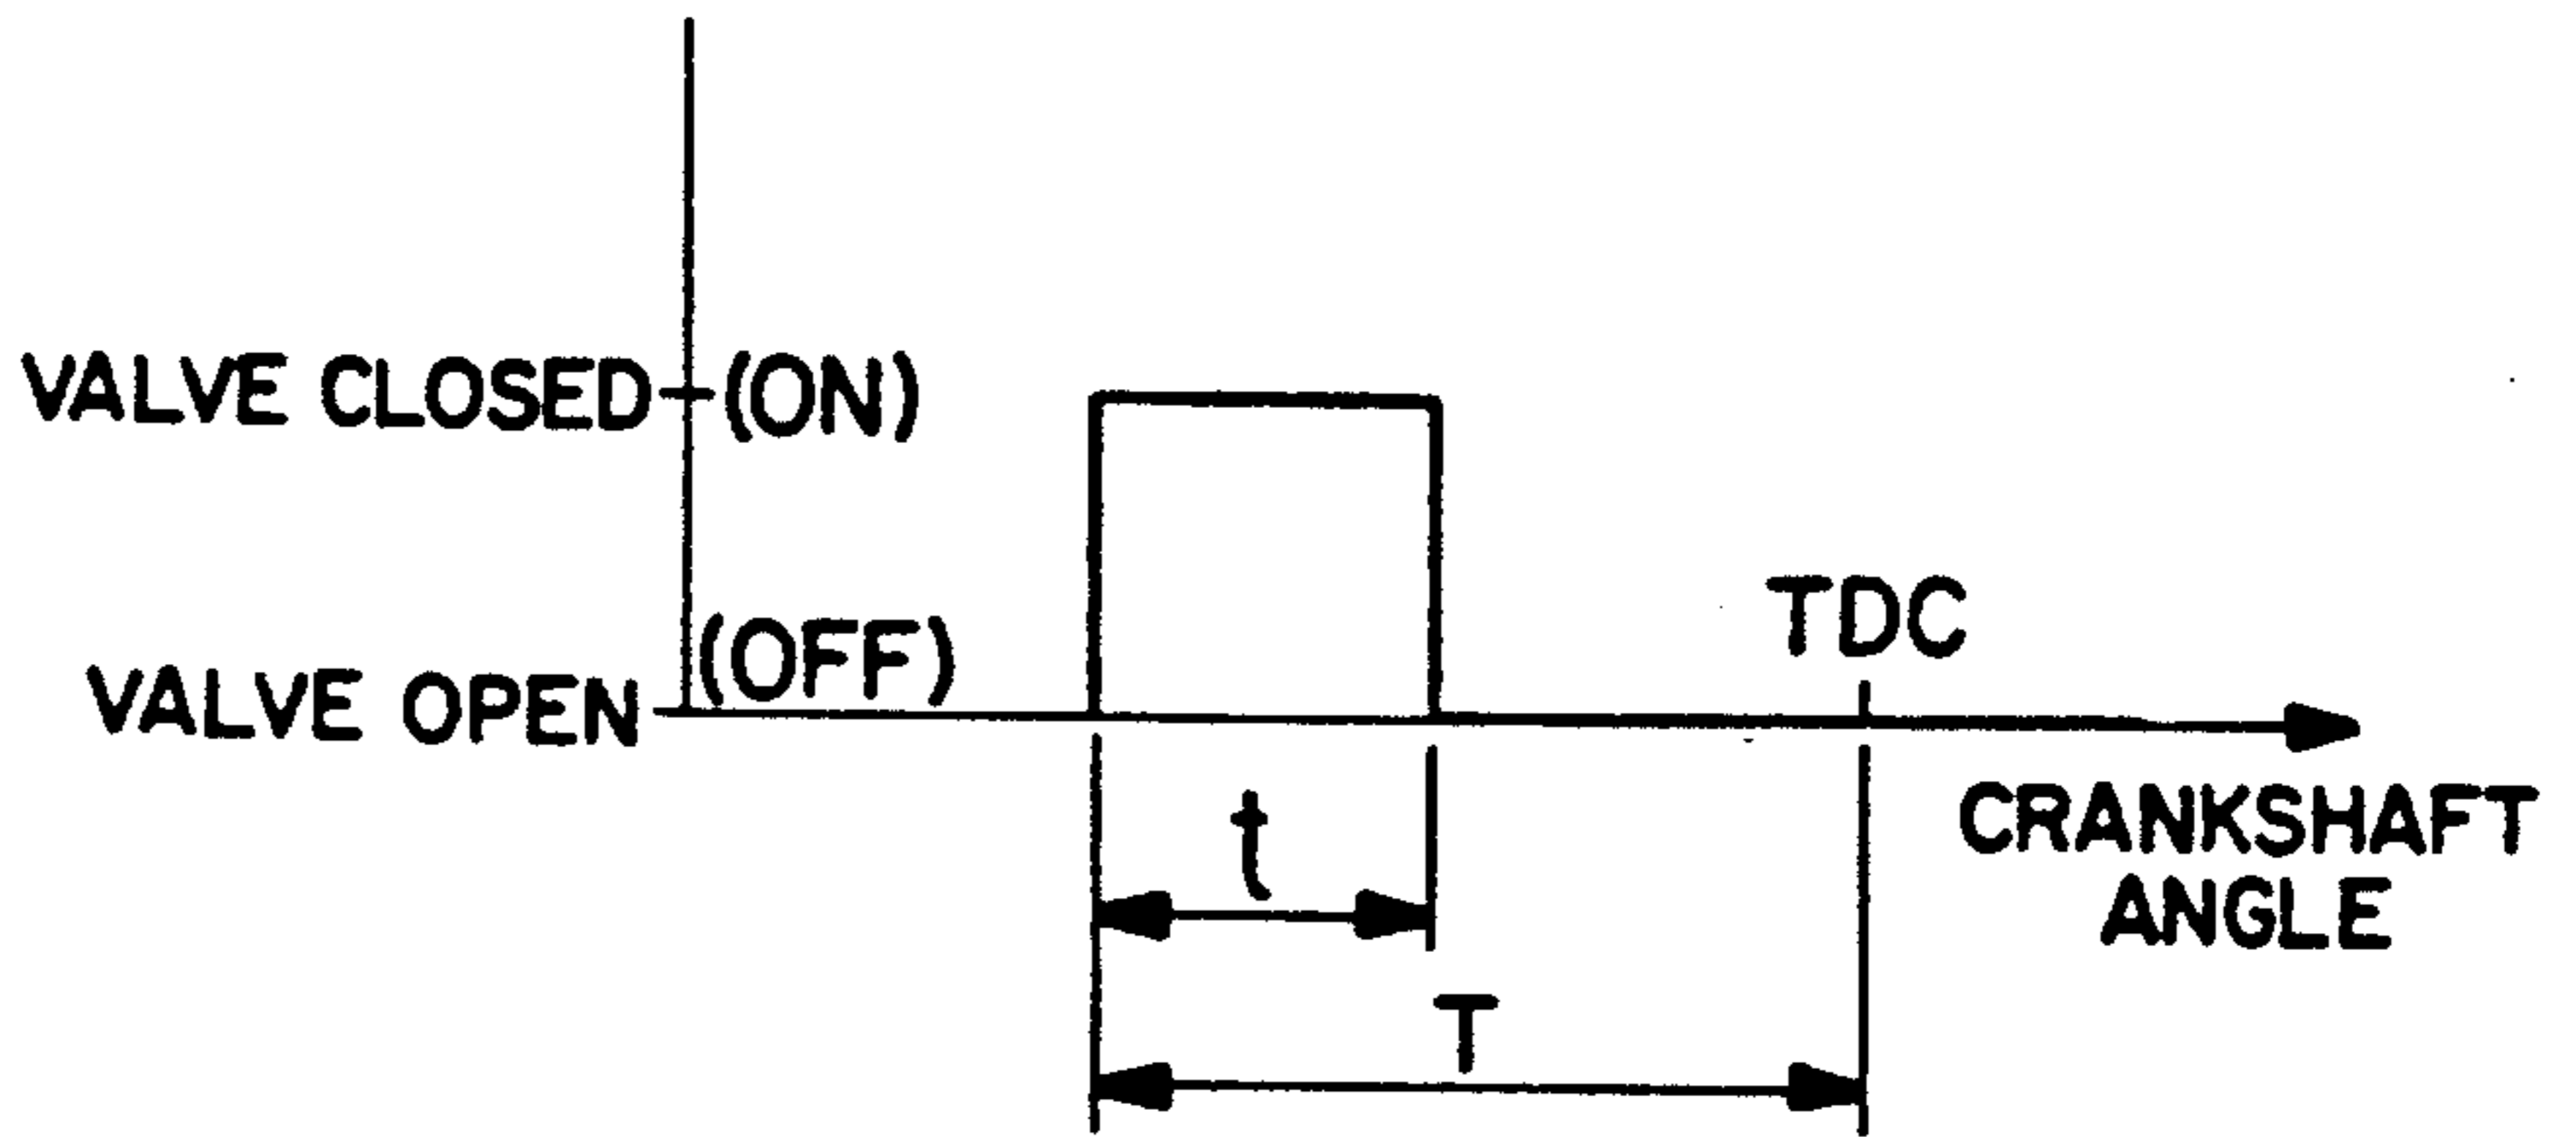 VALVE CLOSED (ON)
(OFF)
VALVE OPEN
TDC
CRANKSHAFT
ANGLE
t
T